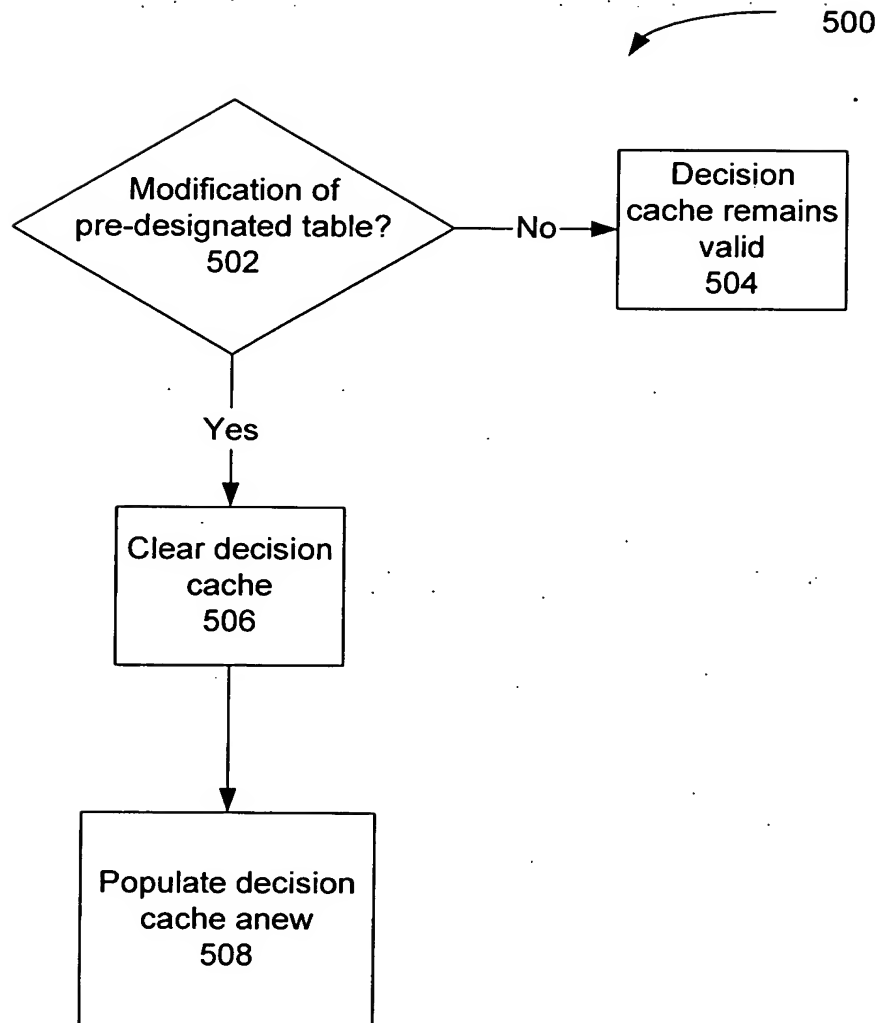 500
Modification of
pre-designated table?
502
No
Decision
cache remains
valid
504
Yes
Clear decision
cache
506
Populate decision
cache anew
508